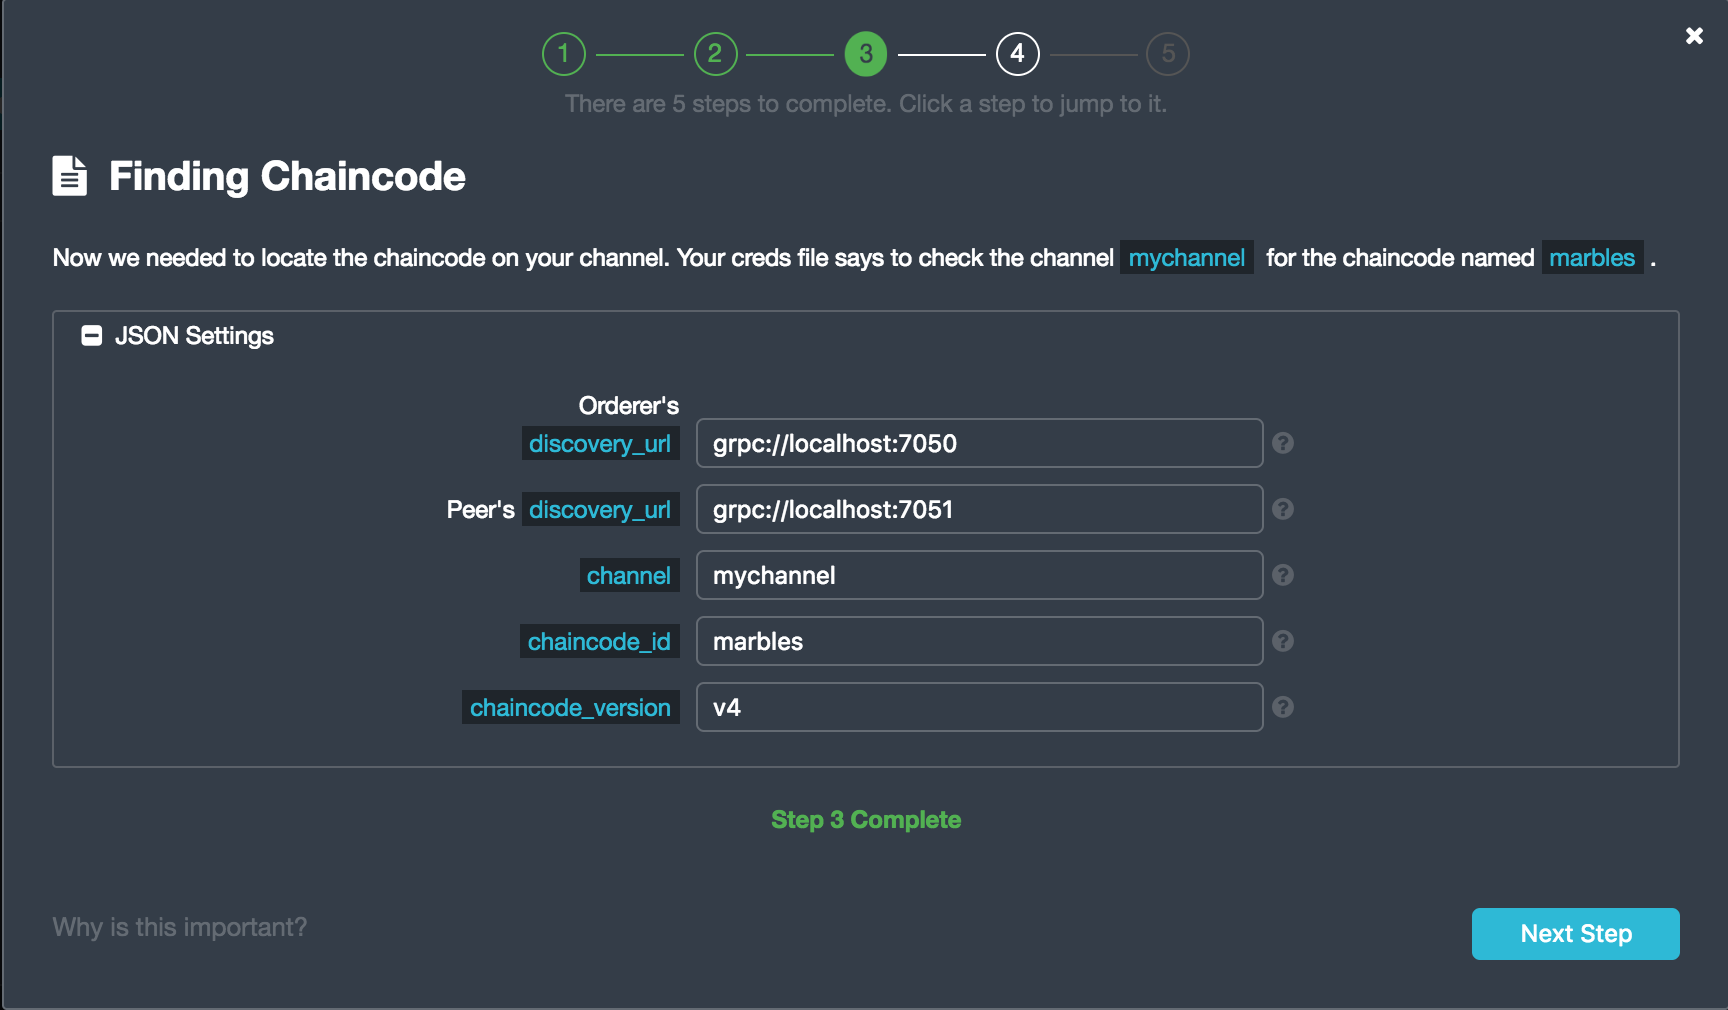 1 2 3 4 5
There are 5 steps to complete. Click a step to jump to it.
Finding Chaincode
Now we needed to locate the chaincode on your channel. Your creds file says to check the channel mychannel for the chaincode named marbles .
JSON Settings
Orderer's
discovery_url grpc://localhost:7050 ?
Peer's discovery_url grpc://localhost:7051 ?
channel mychannel ?
chaincode_id marbles ?
chaincode_version v4 ?
Step 3 Complete
Why is this important?
Next Step